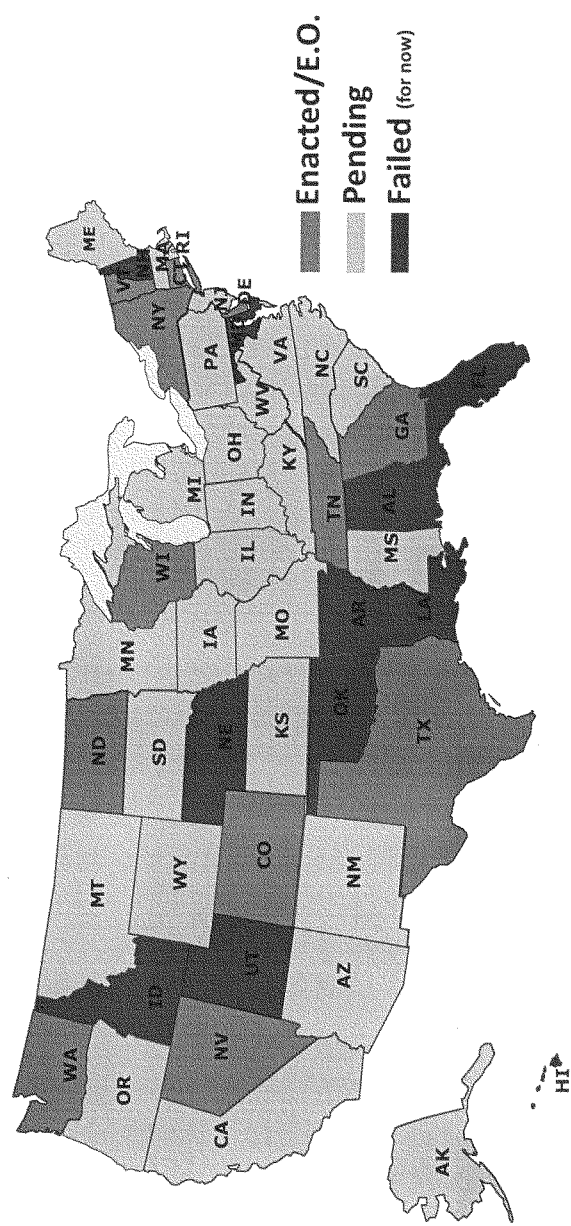 WA
OR
CA
NV
ID
MT
WY
UT
CO
AZ
NM
ND
SD
NE
KS
OK
TX
MN
IA
MO
AR
LA
WI
IL
MI
IN
OH
KY
TN
MS
AL
GA
FL
SC
NC
VA
WV
PA
NY
VT
NH
ME
MA
CT
RI
NJ
DE
AK
HI
Enacted/E.O.
Pending
Failed (for now)